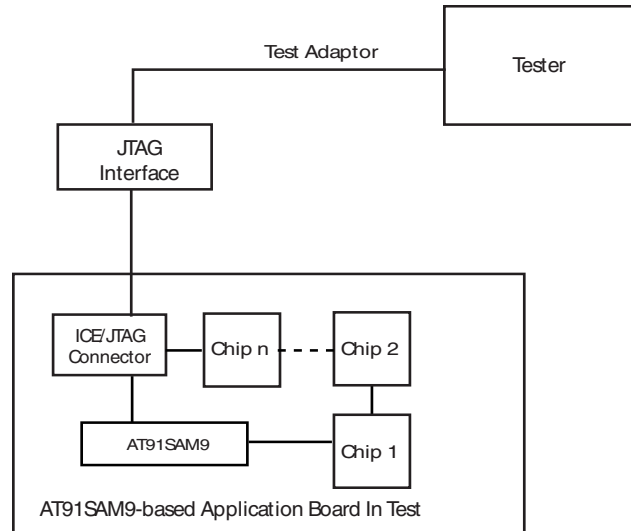 Test Adaptor
Tester
JTAG
Interface
ICE/JTAG
Connector
Chip n
Chip 2
AT91SAM9
Chip 1
AT91SAM9-based Application Board In Test